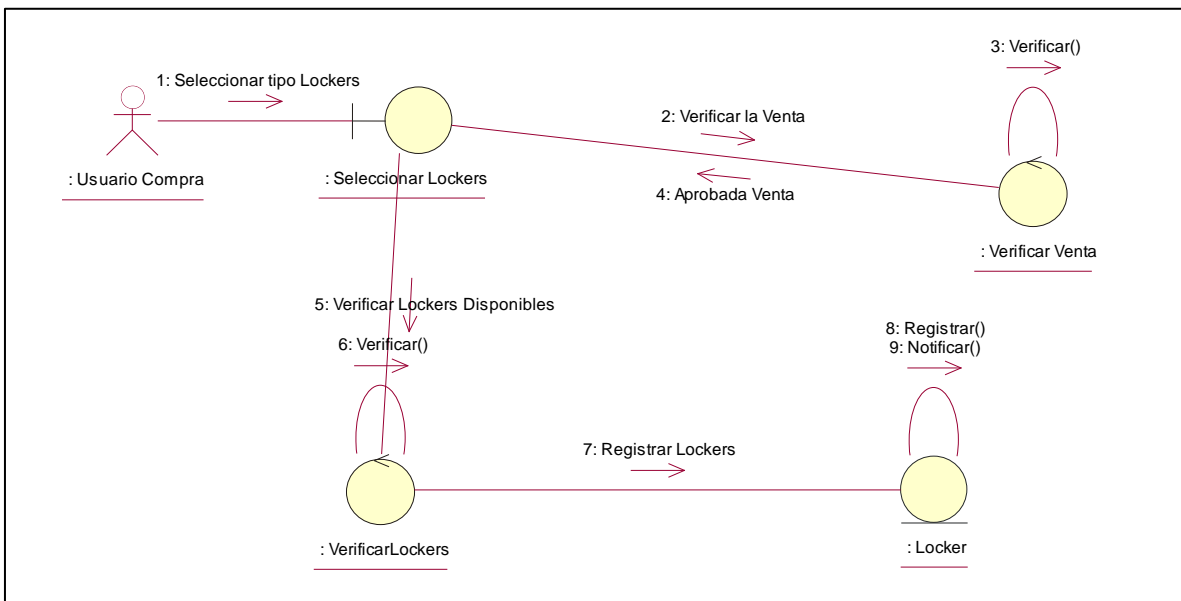 3: Verificar()
1: Seleccionar tipo Lockers
2: Verificar la Venta
: Usuario Compra
: Seleccionar Lockers
4: Aprobada Venta
: Verificar Venta
5: Verificar Lockers Disponibles
6: Verificar()
8: Registrar()
9: Notificar()
7: Registrar Lockers
: VerificarLockers
: Locker